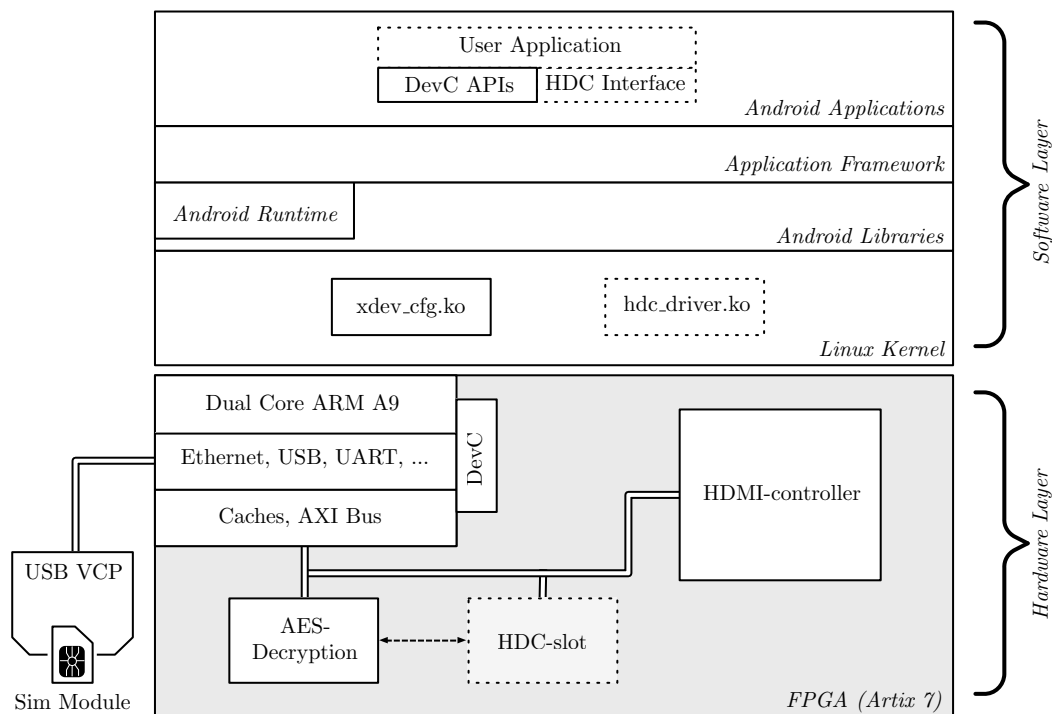 User Application
DevC APIs
HDC Interface
Android Applications
Application Framework
Android Runtime
Android Libraries
xdev_cfg.ko
hdc_driver.ko
Linux Kernel
Software Layer
Dual Core ARM A9
Ethernet, USB, UART, ...
Caches, AXI Bus
DevC
HDMI-controller
USB VCP
Sim Module
AES-
Decryption
HDC-slot
FPGA (Artix 7)
Hardware Layer